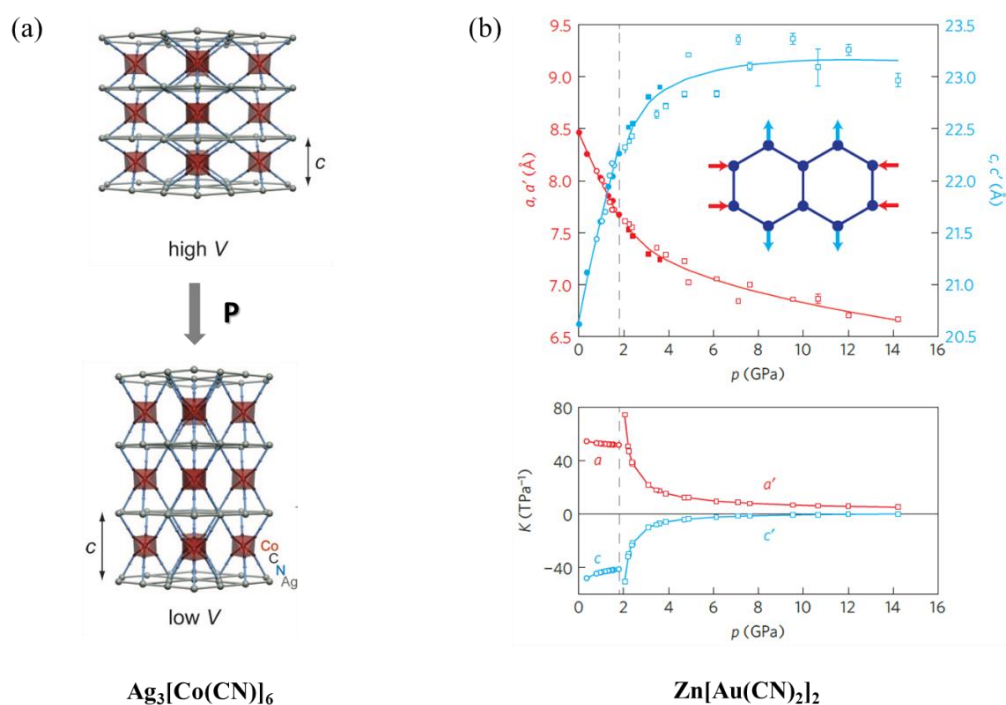 (a)
c
high V
P
c
Co
C
N
Ag
low V
Ag₃[Co(CN)]₆
(b)
9.5
9.0
8.5
8.0
7.5
7.0
6.5
a, a′ (Å)
23.5
23.0
22.5
22.0
21.5
21.0
20.5
c, c′ (Å)
0 2 4 6 8 10 12 14 16
p (GPa)
80
40
0
−40
K (TPa⁻¹)
a
a′
c
c′
0 2 4 6 8 10 12 14 16
p (GPa)
Zn[Au(CN)₂]₂